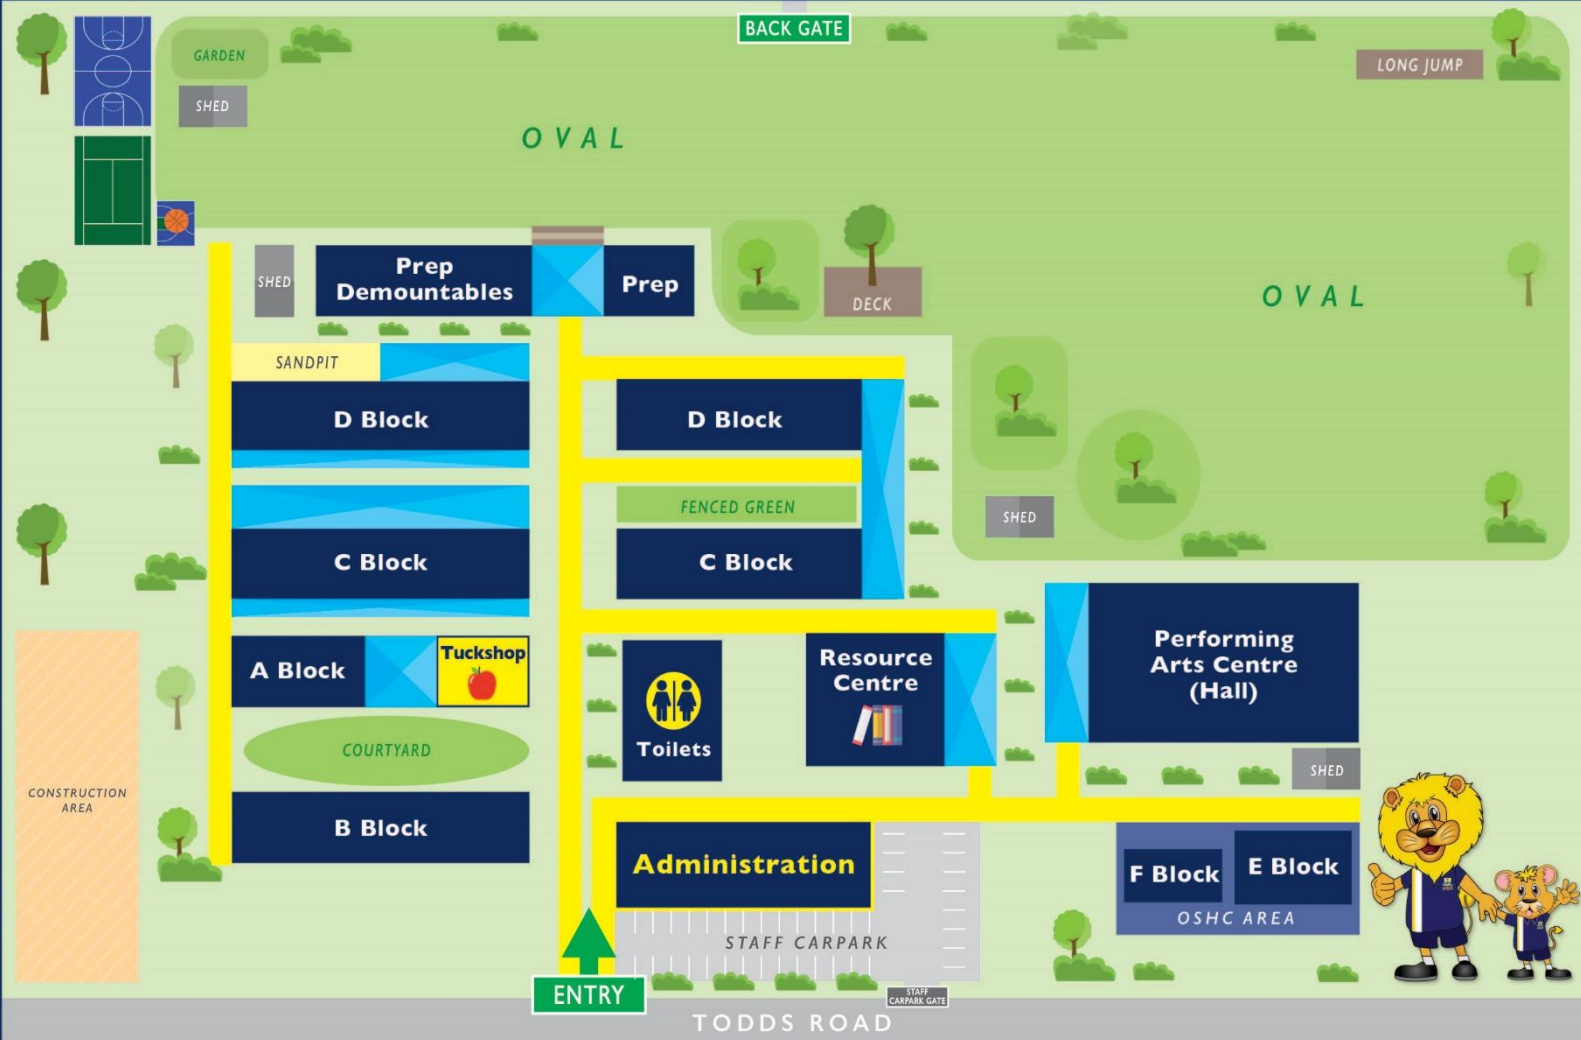 BACK GATE
GARDEN
LONG JUMP
SHED
OVAL
SHED
Prep
Demountables
Prep
DECK
OVAL
SANDPIT
D Block
D Block
FENCED GREEN
SHED
C Block
C Block
A Block
Tuckshop
Toilets
Resource
Centre
Performing
Arts Centre
(Hall)
COURTYARD
SHED
CONSTRUCTION
AREA
B Block
Administration
F Block
E Block
OSHC AREA
STAFF CARPARK
ENTRY
STAFF
CARPARK GATE
TODDS ROAD